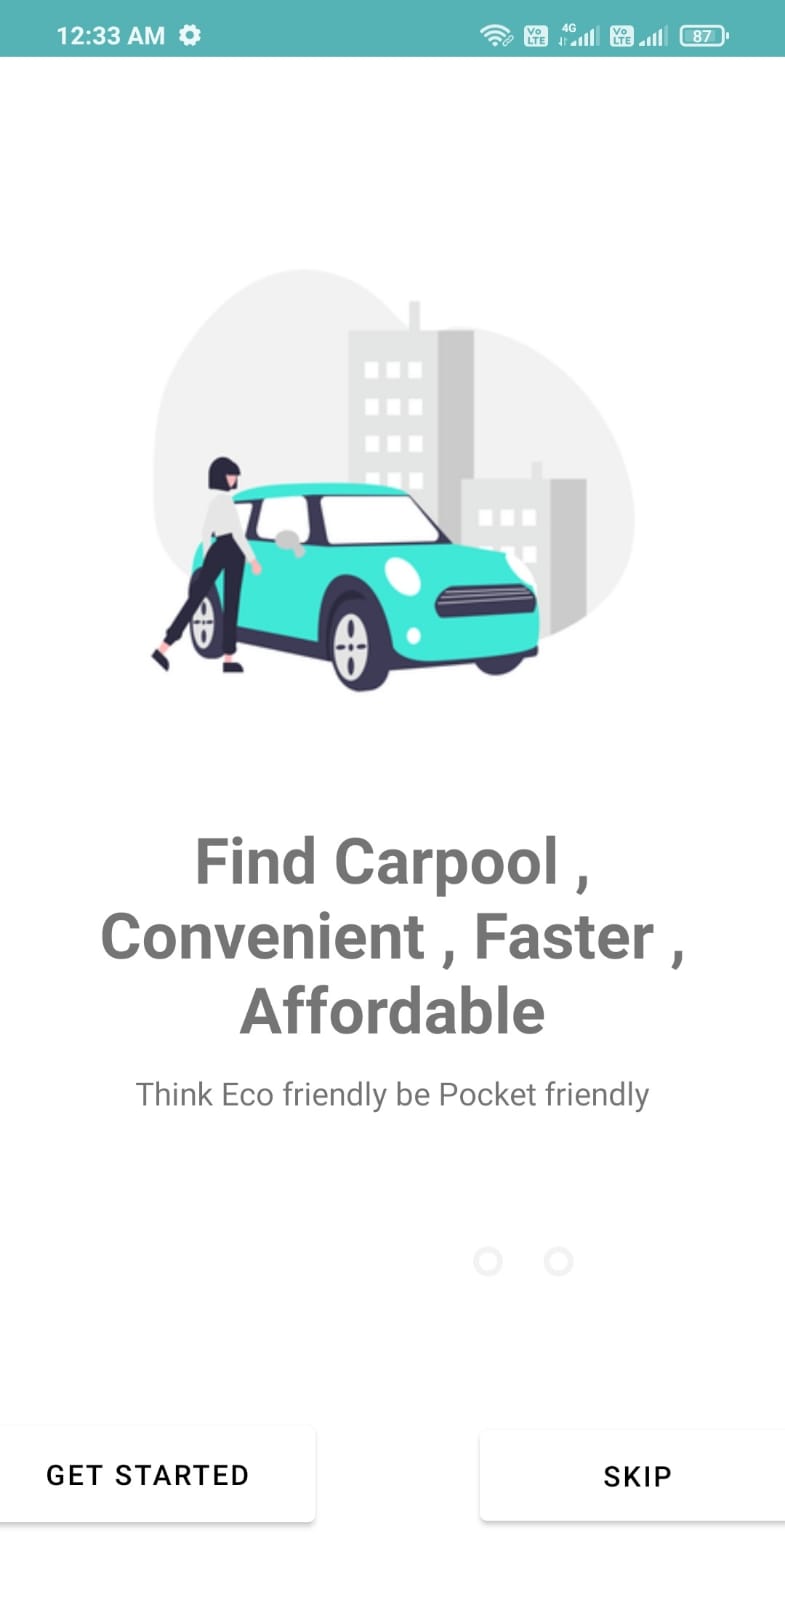 12:33 AM
Vo LTE 4G Vo LTE 87
Find Carpool ,
Convenient , Faster ,
Affordable
Think Eco friendly be Pocket friendly
GET STARTED
SKIP